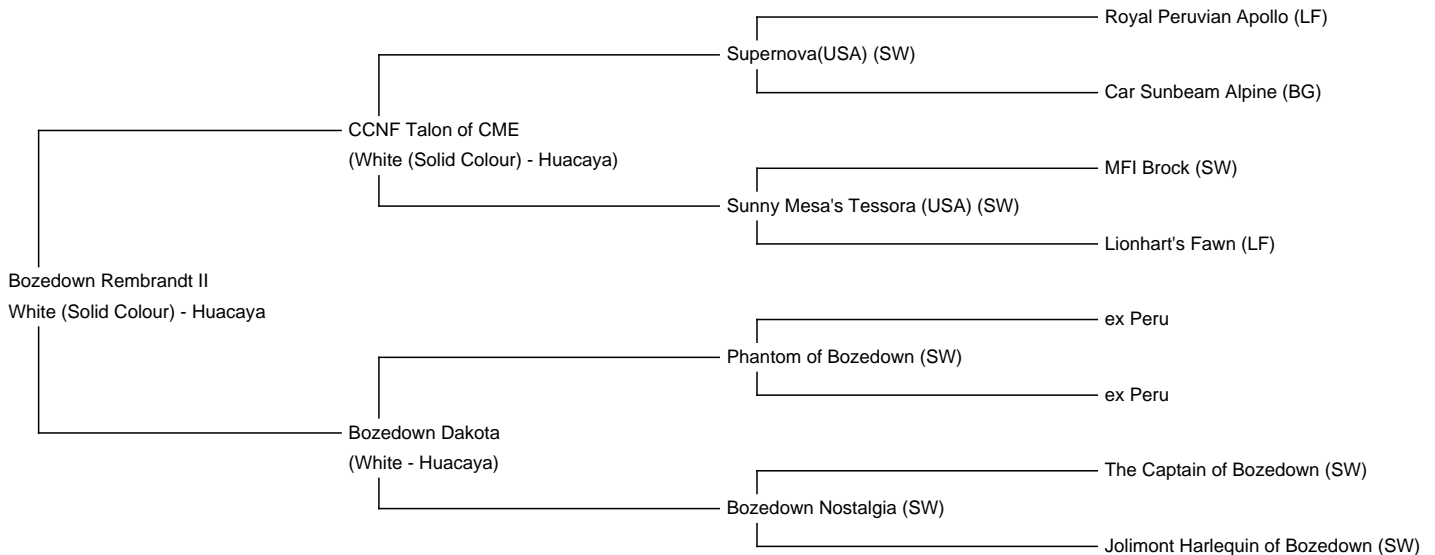 Royal Peruvian Apollo (LF)
Supernova(USA) (SW)
Car Sunbeam Alpine (BG)
CCNF Talon of CME
(White (Solid Colour) - Huacaya)
MFI Brock (SW)
Sunny Mesa's Tessora (USA) (SW)
Lionhart's Fawn (LF)
Bozedown Rembrandt II
White (Solid Colour) - Huacaya
ex Peru
Phantom of Bozedown (SW)
ex Peru
Bozedown Dakota
(White - Huacaya)
The Captain of Bozedown (SW)
Bozedown Nostalgia (SW)
Jolimont Harlequin of Bozedown (SW)